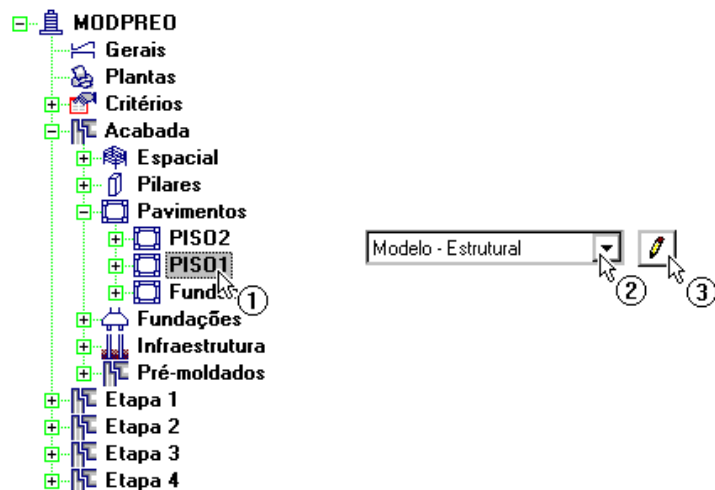 MODPREO
Gerais
Plantas
Critérios
Acabada
Espacial
Pilares
Pavimentos
PISO2
PISO1
Modelo - Estrutural
Funda
1
2
3
Fundações
Infraestrutura
Pré-moldados
Etapa 1
Etapa 2
Etapa 3
Etapa 4